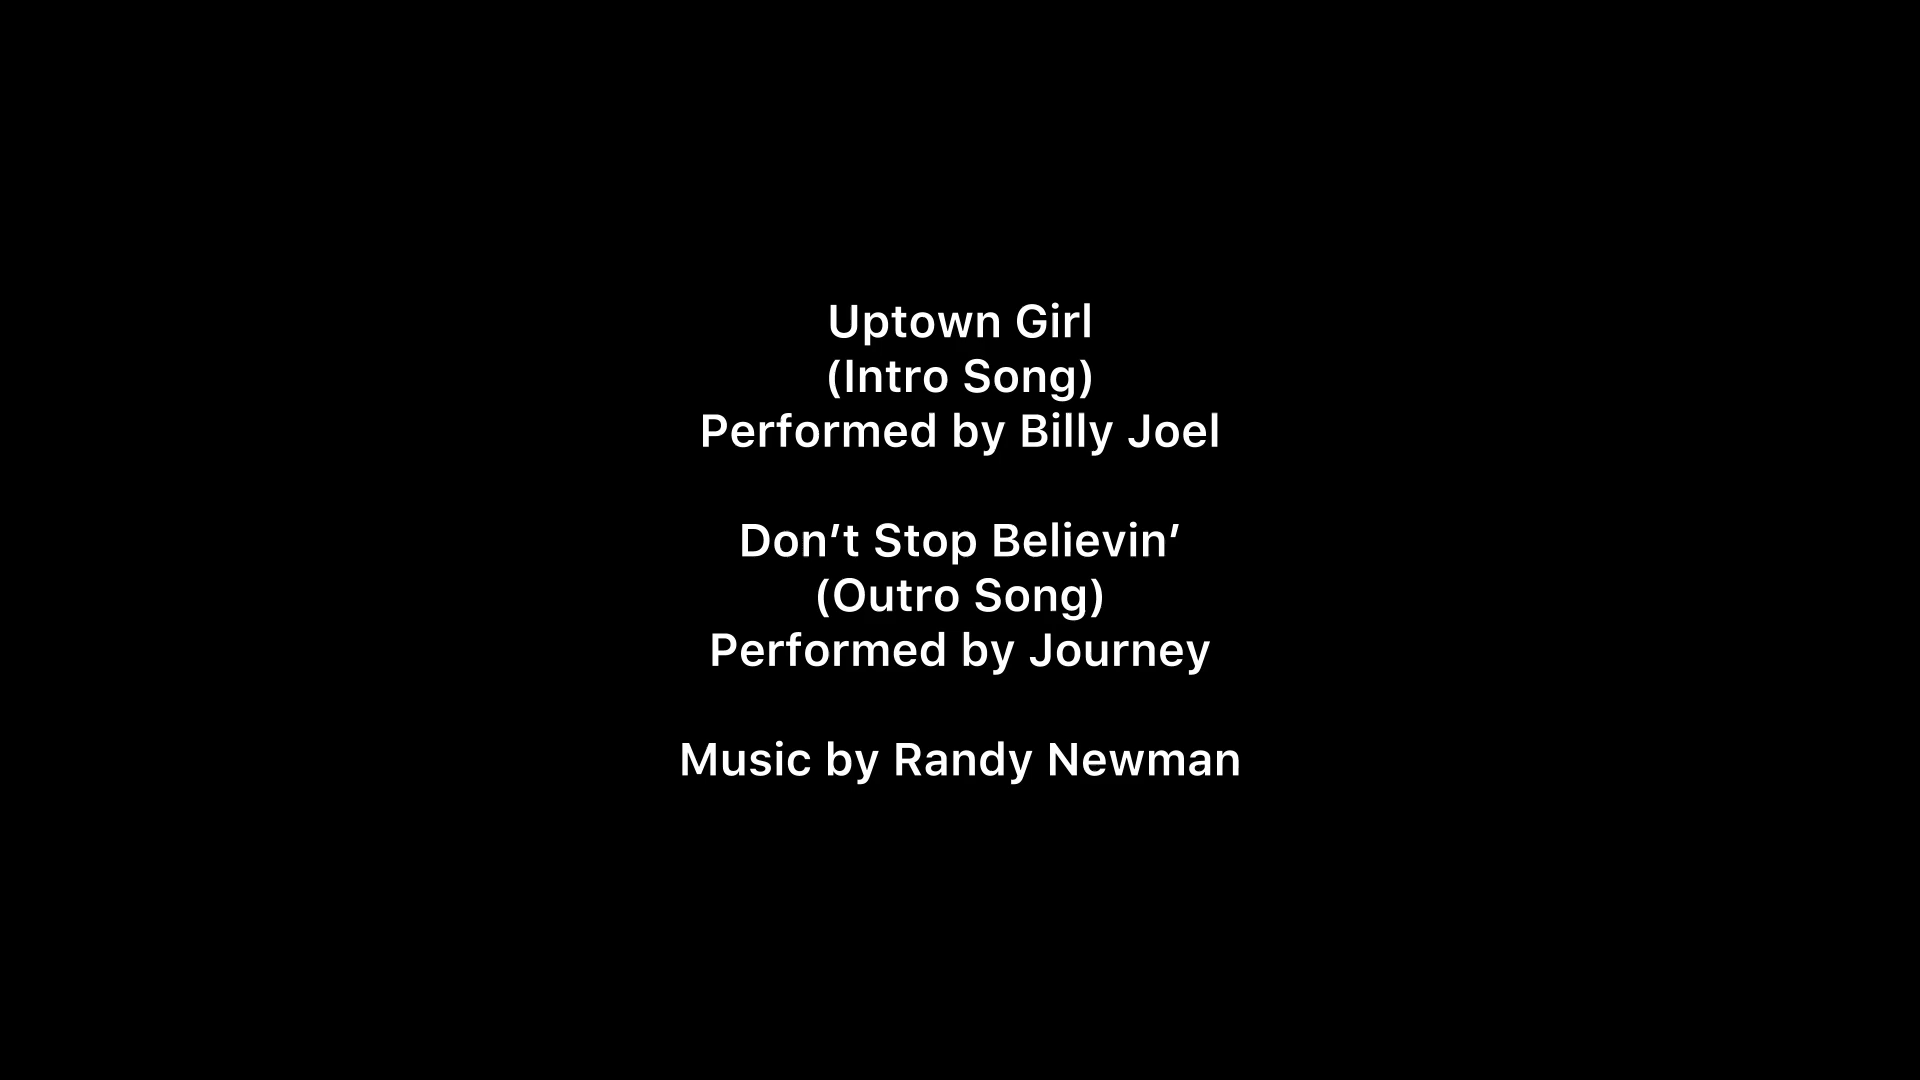 Uptown Girl
(Intro Song)
Performed by Billy Joel
Don’t Stop Believin’
(Outro Song)
Performed by Journey
Music by Randy Newman